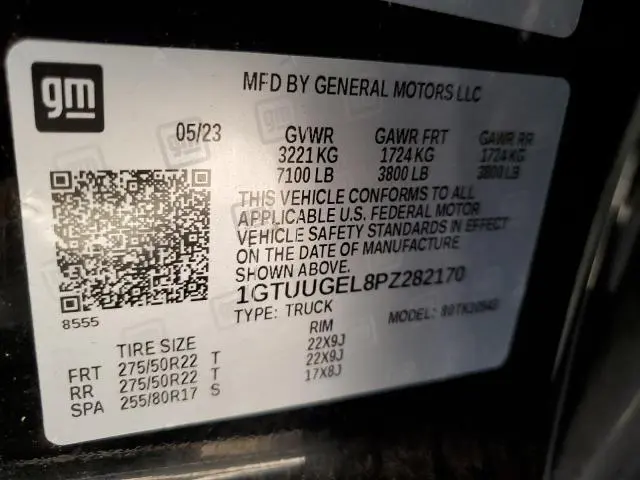 gm
MFD BY GENERAL MOTORS LLC
05/23 GVWR GAWR FRT GAWR RR
3221 KG 1724 KG 1724 KG
7100 LB 3800 LB 3800 LB
THIS VEHICLE CONFORMS TO ALL
APPLICABLE U.S. FEDERAL MOTOR
VEHICLE SAFETY STANDARDS IN EFFECT
ON THE DATE OF MANUFACTURE
SHOWN ABOVE.
1GTUUGEL8PZ282170
8555
TYPE: TRUCK MODEL:
TIRE SIZE RIM
FRT 275/50R22 T 22X9J
RR 275/50R22 T 22X9J
SPA 255/80R17 S 17X8J